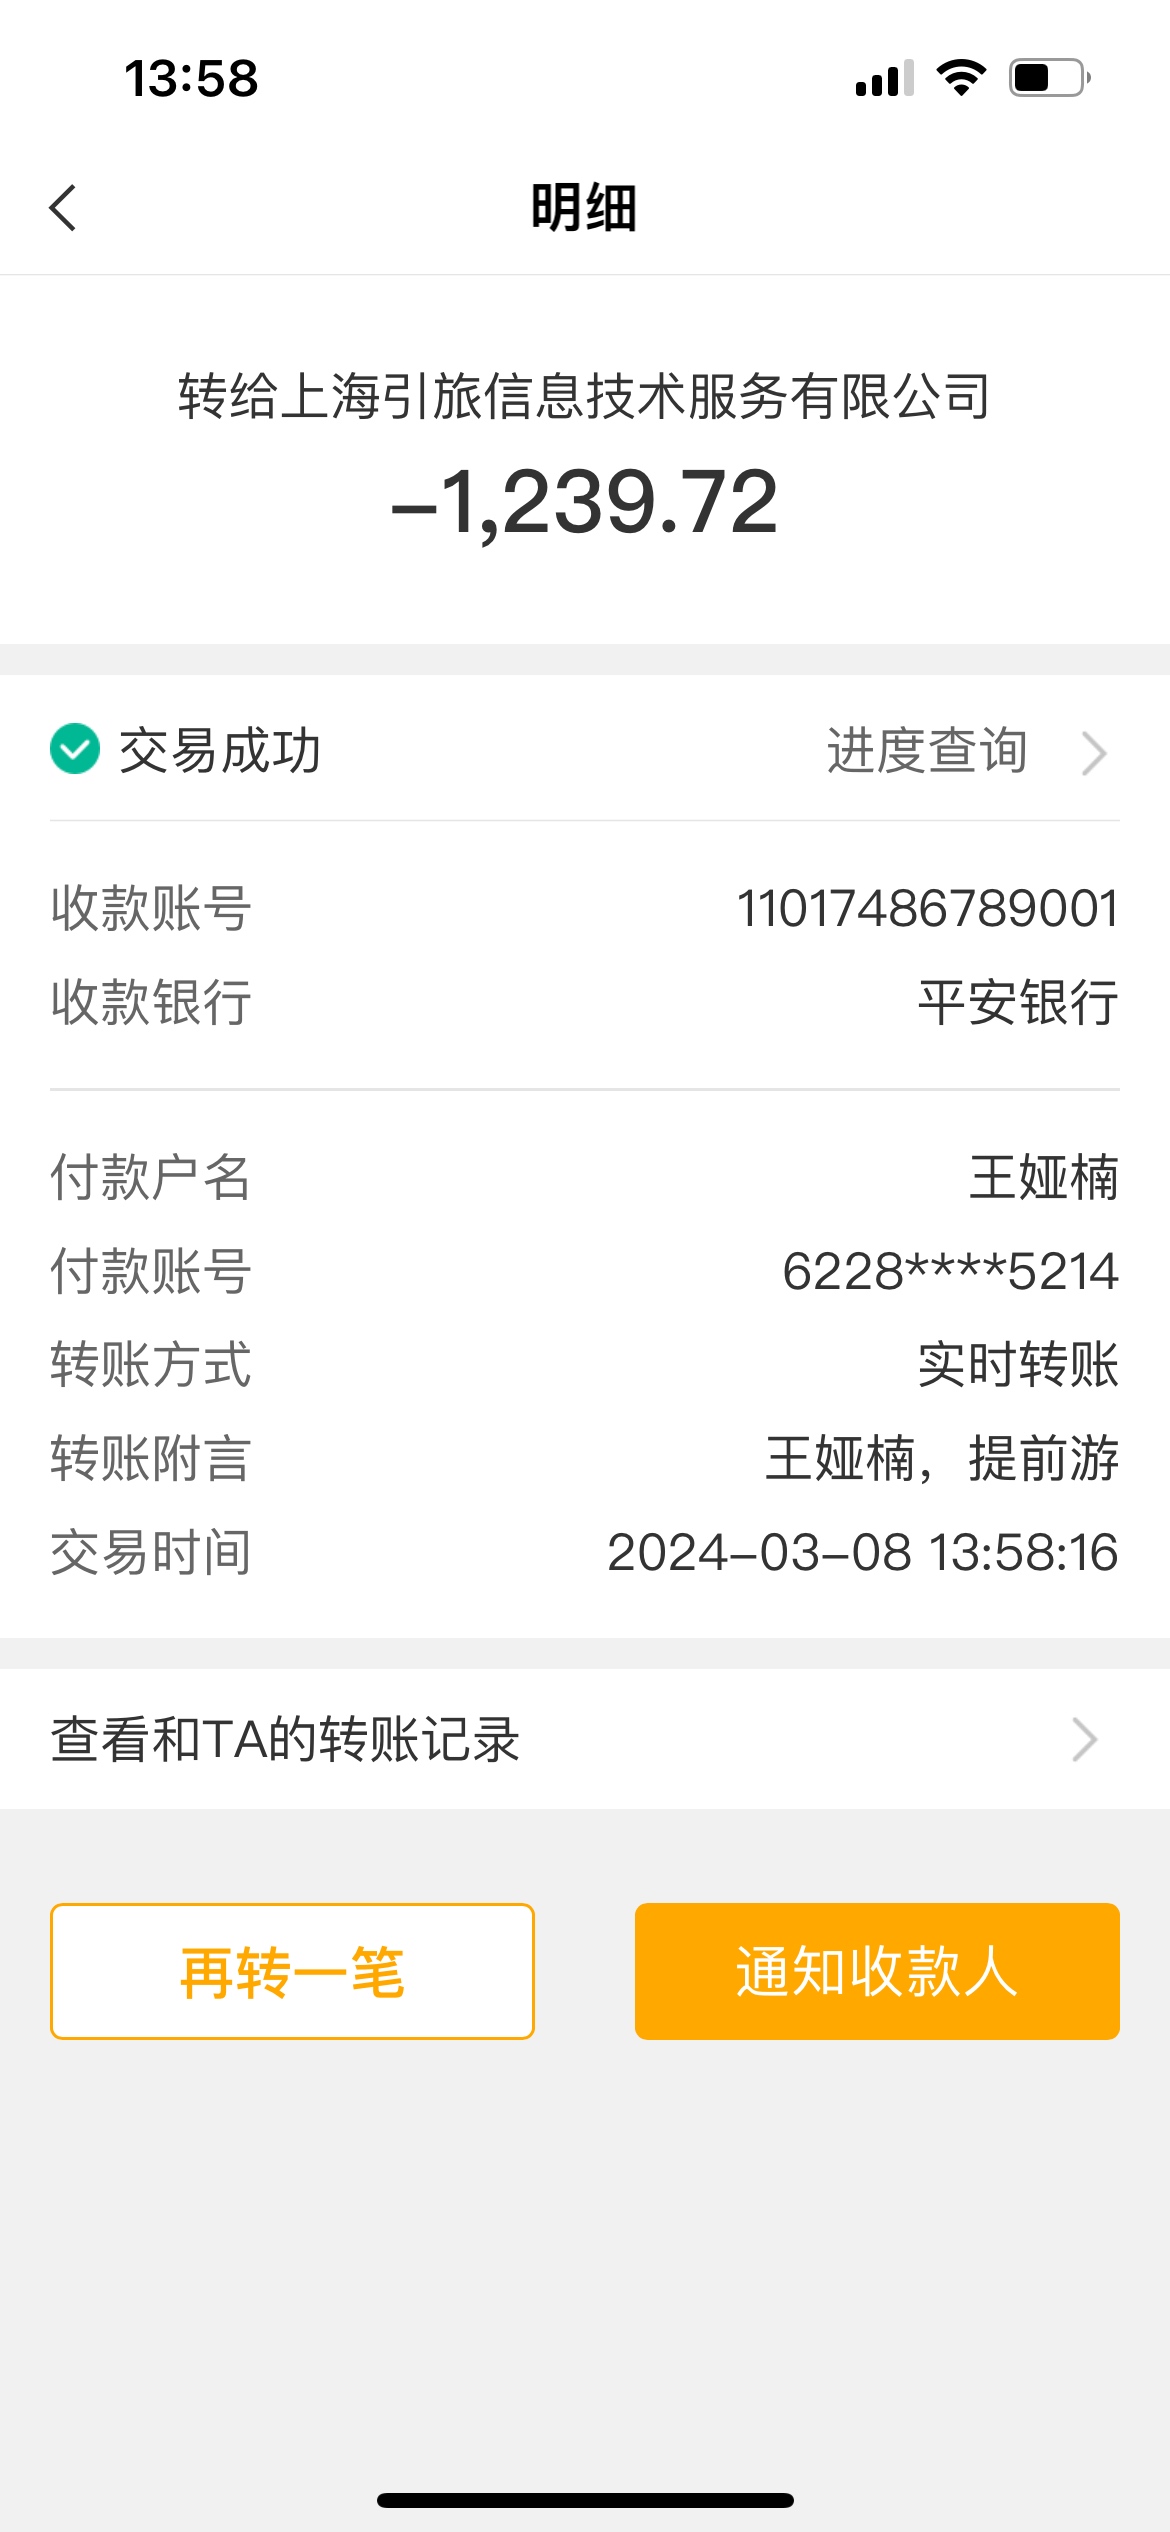 13:58
明细
转给上海引旅信息技术服务有限公司
-1,239.72
交易成功 进度查询
收款账号 11017486789001
收款银行 平安银行
付款户名 王娅楠
付款账号 6228****5214
转账方式 实时转账
转账附言 王娅楠，提前游
交易时间 2024-03-08 13:58:16
查看和TA的转账记录
再转一笔 通知收款人